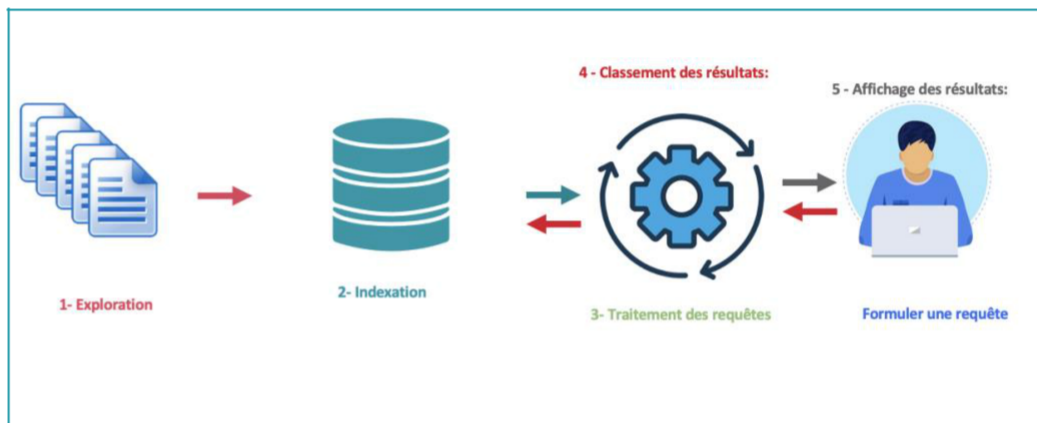 4 - Classement des résultats:
5 - Affichage des résultats:
1- Exploration
2- Indexation
3- Traitement des requêtes
Formuler une requête